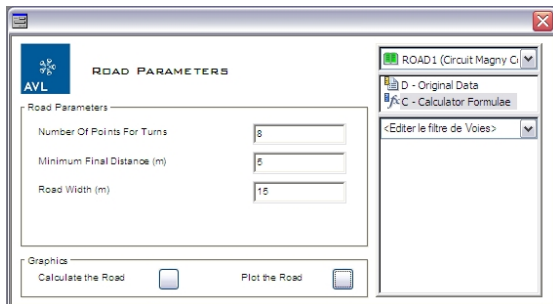 AVL
ROAD PARAMETERS
Road Parameters
Number Of Points For Turns 8
Minimum Final Distance (m) 5
Road Width (m) 15
Graphics
Calculate the Road
Plot the Road
ROAD1 (Circuit Magny C
D - Original Data
fx C - Calculator Formulae
<Editer le filtre de Voies>